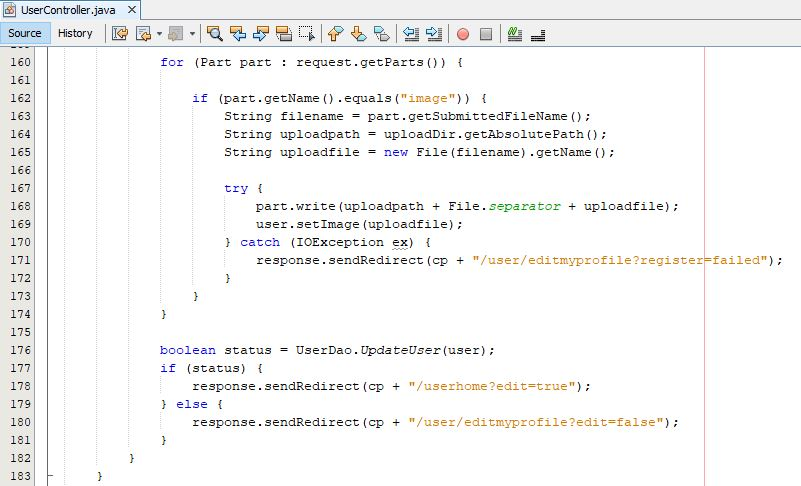 UserController.java
Source History
160 for (Part part : request.getParts()) {
161
162 if (part.getName().equals("image")) {
163 String filename = part.getSubmittedFileName();
164 String uploadpath = uploadDir.getAbsolutePath();
165 String uploadfile = new File(filename).getName();
166
167 try {
168 part.write(uploadpath + File.separator + uploadfile);
169 user.setImage(uploadfile);
170 } catch (IOException ex) {
171 response.sendRedirect(cp + "/user/editmyprofile?register=failed");
172 }
173 }
174 }
175
176 boolean status = UserDao.UpdateUser(user);
177 if (status) {
178 response.sendRedirect(cp + "/userhome?edit=true");
179 } else {
180 response.sendRedirect(cp + "/user/editmyprofile?edit=false");
181 }
182 }
183 }